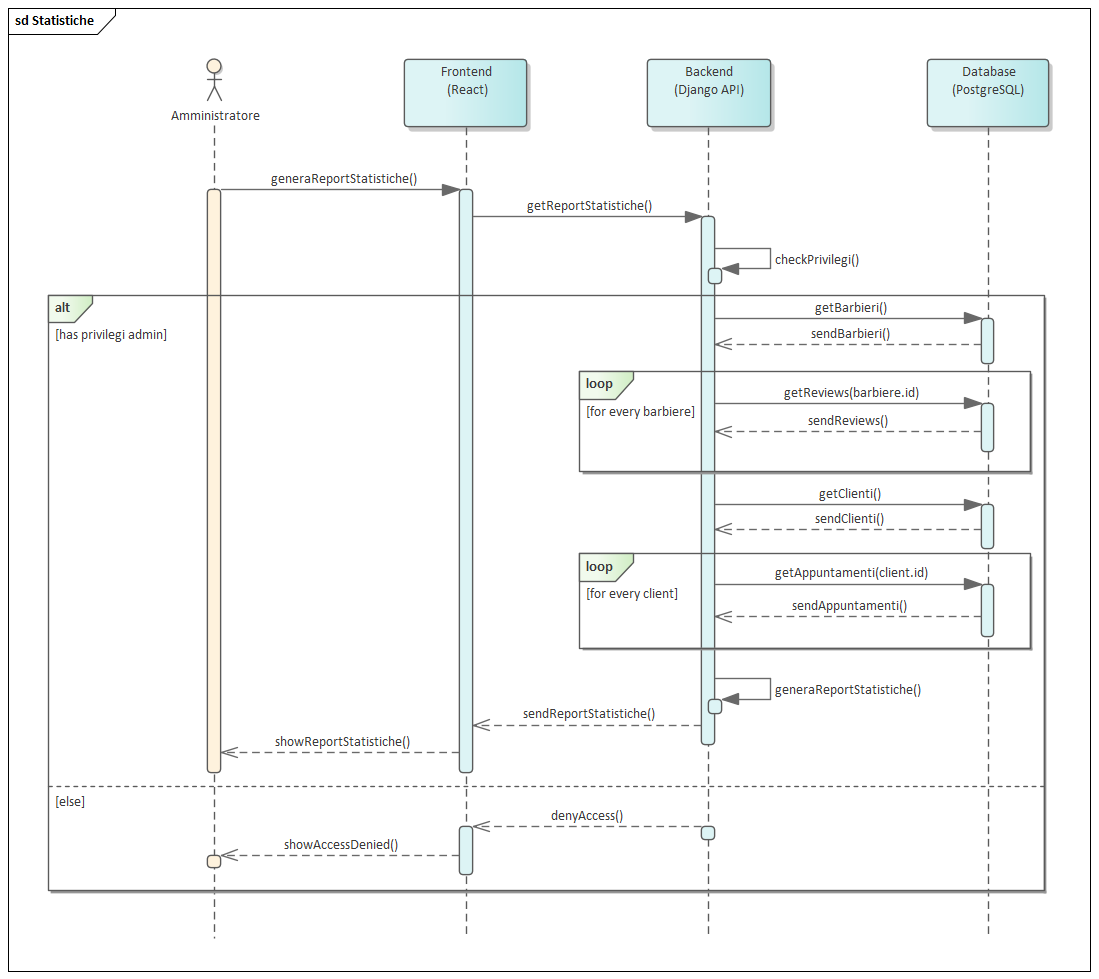 sd Statistiche
Amministratore
Frontend
(React)
Backend
(Django API)
Database
(PostgreSQL)
generaReportStatistiche()
getReportStatistiche()
checkPrivilegi()
alt
[has privilegi admin]
getBarbieri()
sendBarbieri()
loop
[for every barbiere]
getReviews(barbiere.id)
sendReviews()
getClienti()
sendClienti()
loop
[for every client]
getAppuntamenti(client.id)
sendAppuntamenti()
generaReportStatistiche()
sendReportStatistiche()
showReportStatistiche()
[else]
denyAccess()
showAccessDenied()